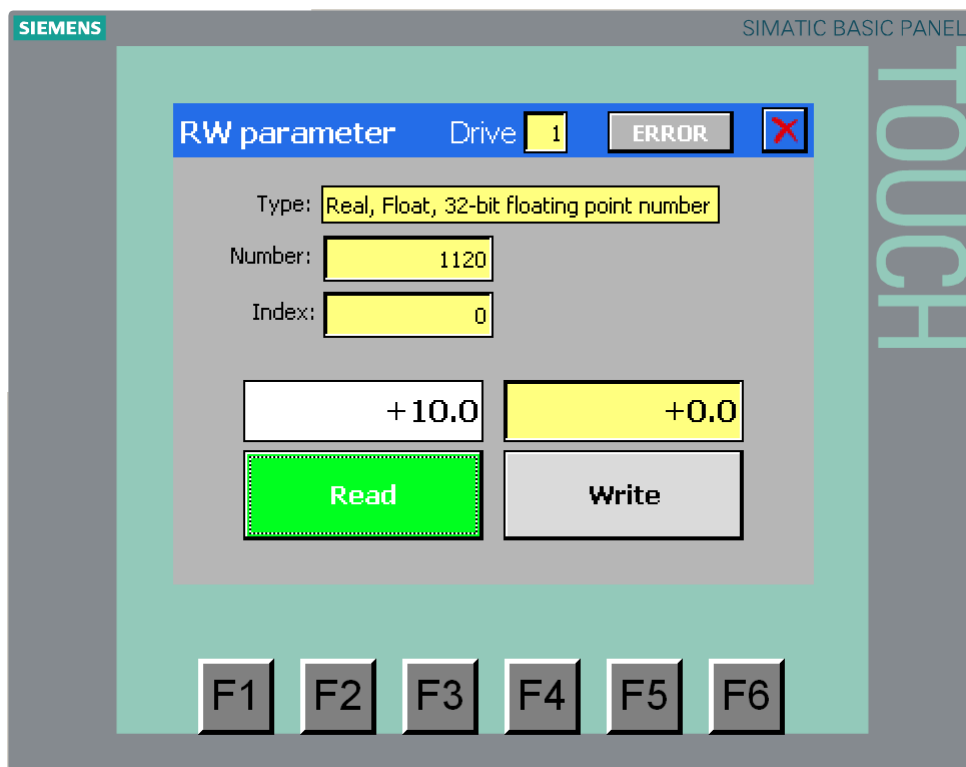 SIEMENS
SIMATIC BASIC PANEL
TOUCH
RW parameter Drive 1 ERROR
Type: Real, Float, 32-bit floating point number
Number: 1120
Index: 0
+10.0 +0.0
Read Write
F1 F2 F3 F4 F5 F6